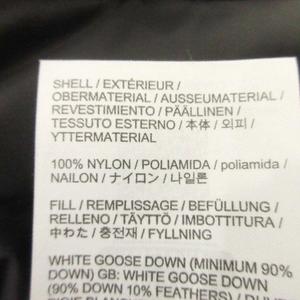 SHELL / EXTÉRIEUR /
OBERMATERIAL / AUSSEUMATERIAL /
REVESTIMIENTO / PÄÄLLINEN /
TESSUTO ESTERNO / 本体 / 외피 /
YTTERMATERIAL
100% NYLON / POLIAMIDA / poliamida /
NAILON / ナイロン / 나일론
FILL / REMPLISSAGE / BEFÜLLUNG /
RELLENO / TÄYTTÖ / IMBOTTITURA /
中わた / 충전재 / FYLLNING
WHITE GOOSE DOWN (MINIMUM 90%
DOWN) GB: WHITE GOOSE DOWN
(90% DOWN 10% FEATHERS) /